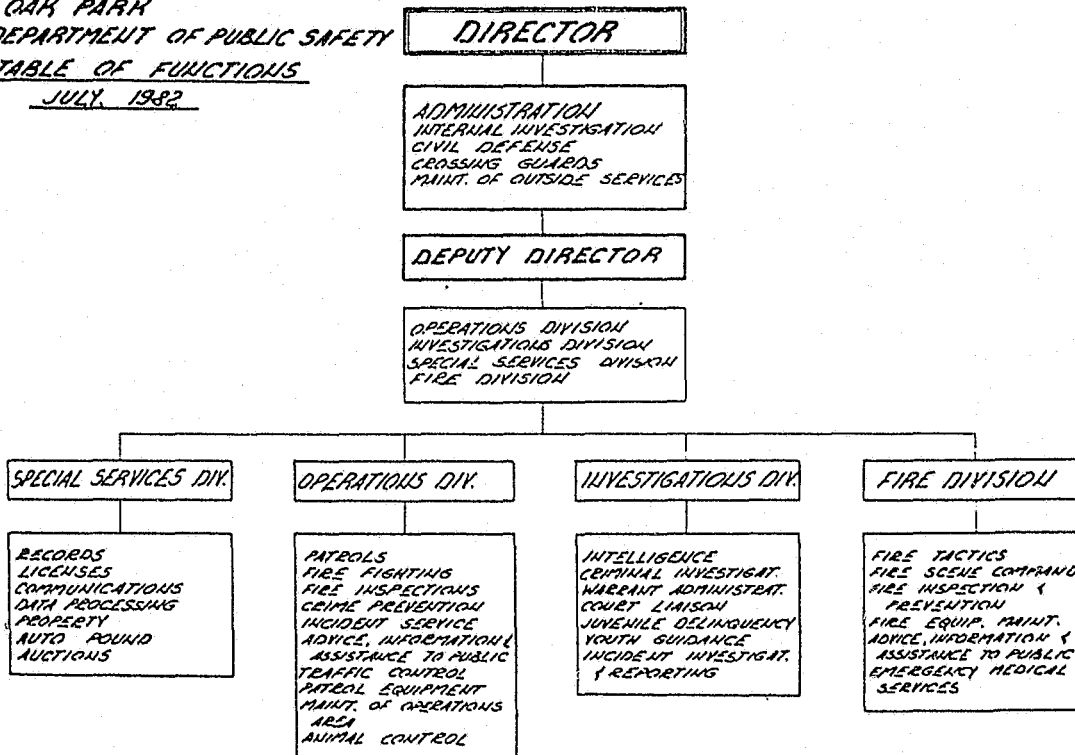 OAK PARK
DEPARTMENT OF PUBLIC SAFETY
TABLE OF FUNCTIONS
JULY. 1982
DIRECTOR
ADMINISTRATION
INTERNAL INVESTIGATION
CIVIL DEFENSE
CROSSING GUARDS
MAINT. OF OUTSIDE SERVICES
DEPUTY DIRECTOR
OPERATIONS DIVISION
INVESTIGATIONS DIVISION
SPECIAL SERVICES DIVISION
FIRE DIVISION
SPECIAL SERVICES DIV.
RECORDS
LICENSES
COMMUNICATIONS
DATA PROCESSING
PROPERTY
AUTO POUND
AUCTIONS
OPERATIONS DIV.
PATROLS
FIRE FIGHTING
FIRE INSPECTIONS
CRIME PREVENTION
INCIDENT SERVICE
ADVICE, INFORMATION &
ASSISTANCE TO PUBLIC
TRAFFIC CONTROL
PATROL EQUIPMENT
MAINT. OF OPERATIONS
AREA
ANIMAL CONTROL
INVESTIGATIONS DIV.
INTELLIGENCE
CRIMINAL INVESTIGAT.
WARRANT ADMINISTRAT.
COURT LIAISON
JUVENILE DELINQUENCY
YOUTH GUIDANCE
INCIDENT INVESTIGAT.
& REPORTING
FIRE DIVISION
FIRE TACTICS
FIRE SCENE COMMAND
FIRE INSPECTION &
PREVENTION
FIRE EQUIP. MAINT.
ADVICE, INFORMATION &
ASSISTANCE TO PUBLIC
EMERGENCY MEDICAL
SERVICES